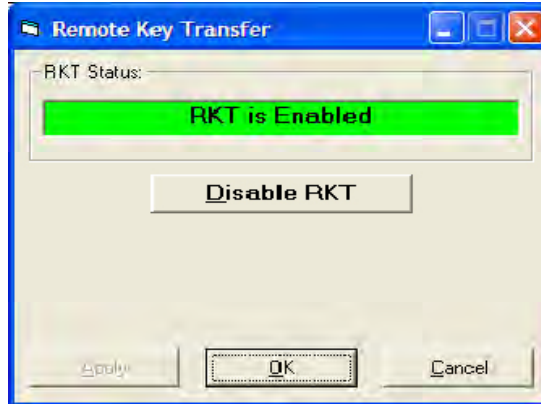 Remote Key Transfer
RKT Status:
RKT is Enabled
Disable RKT
Apply
OK
Cancel